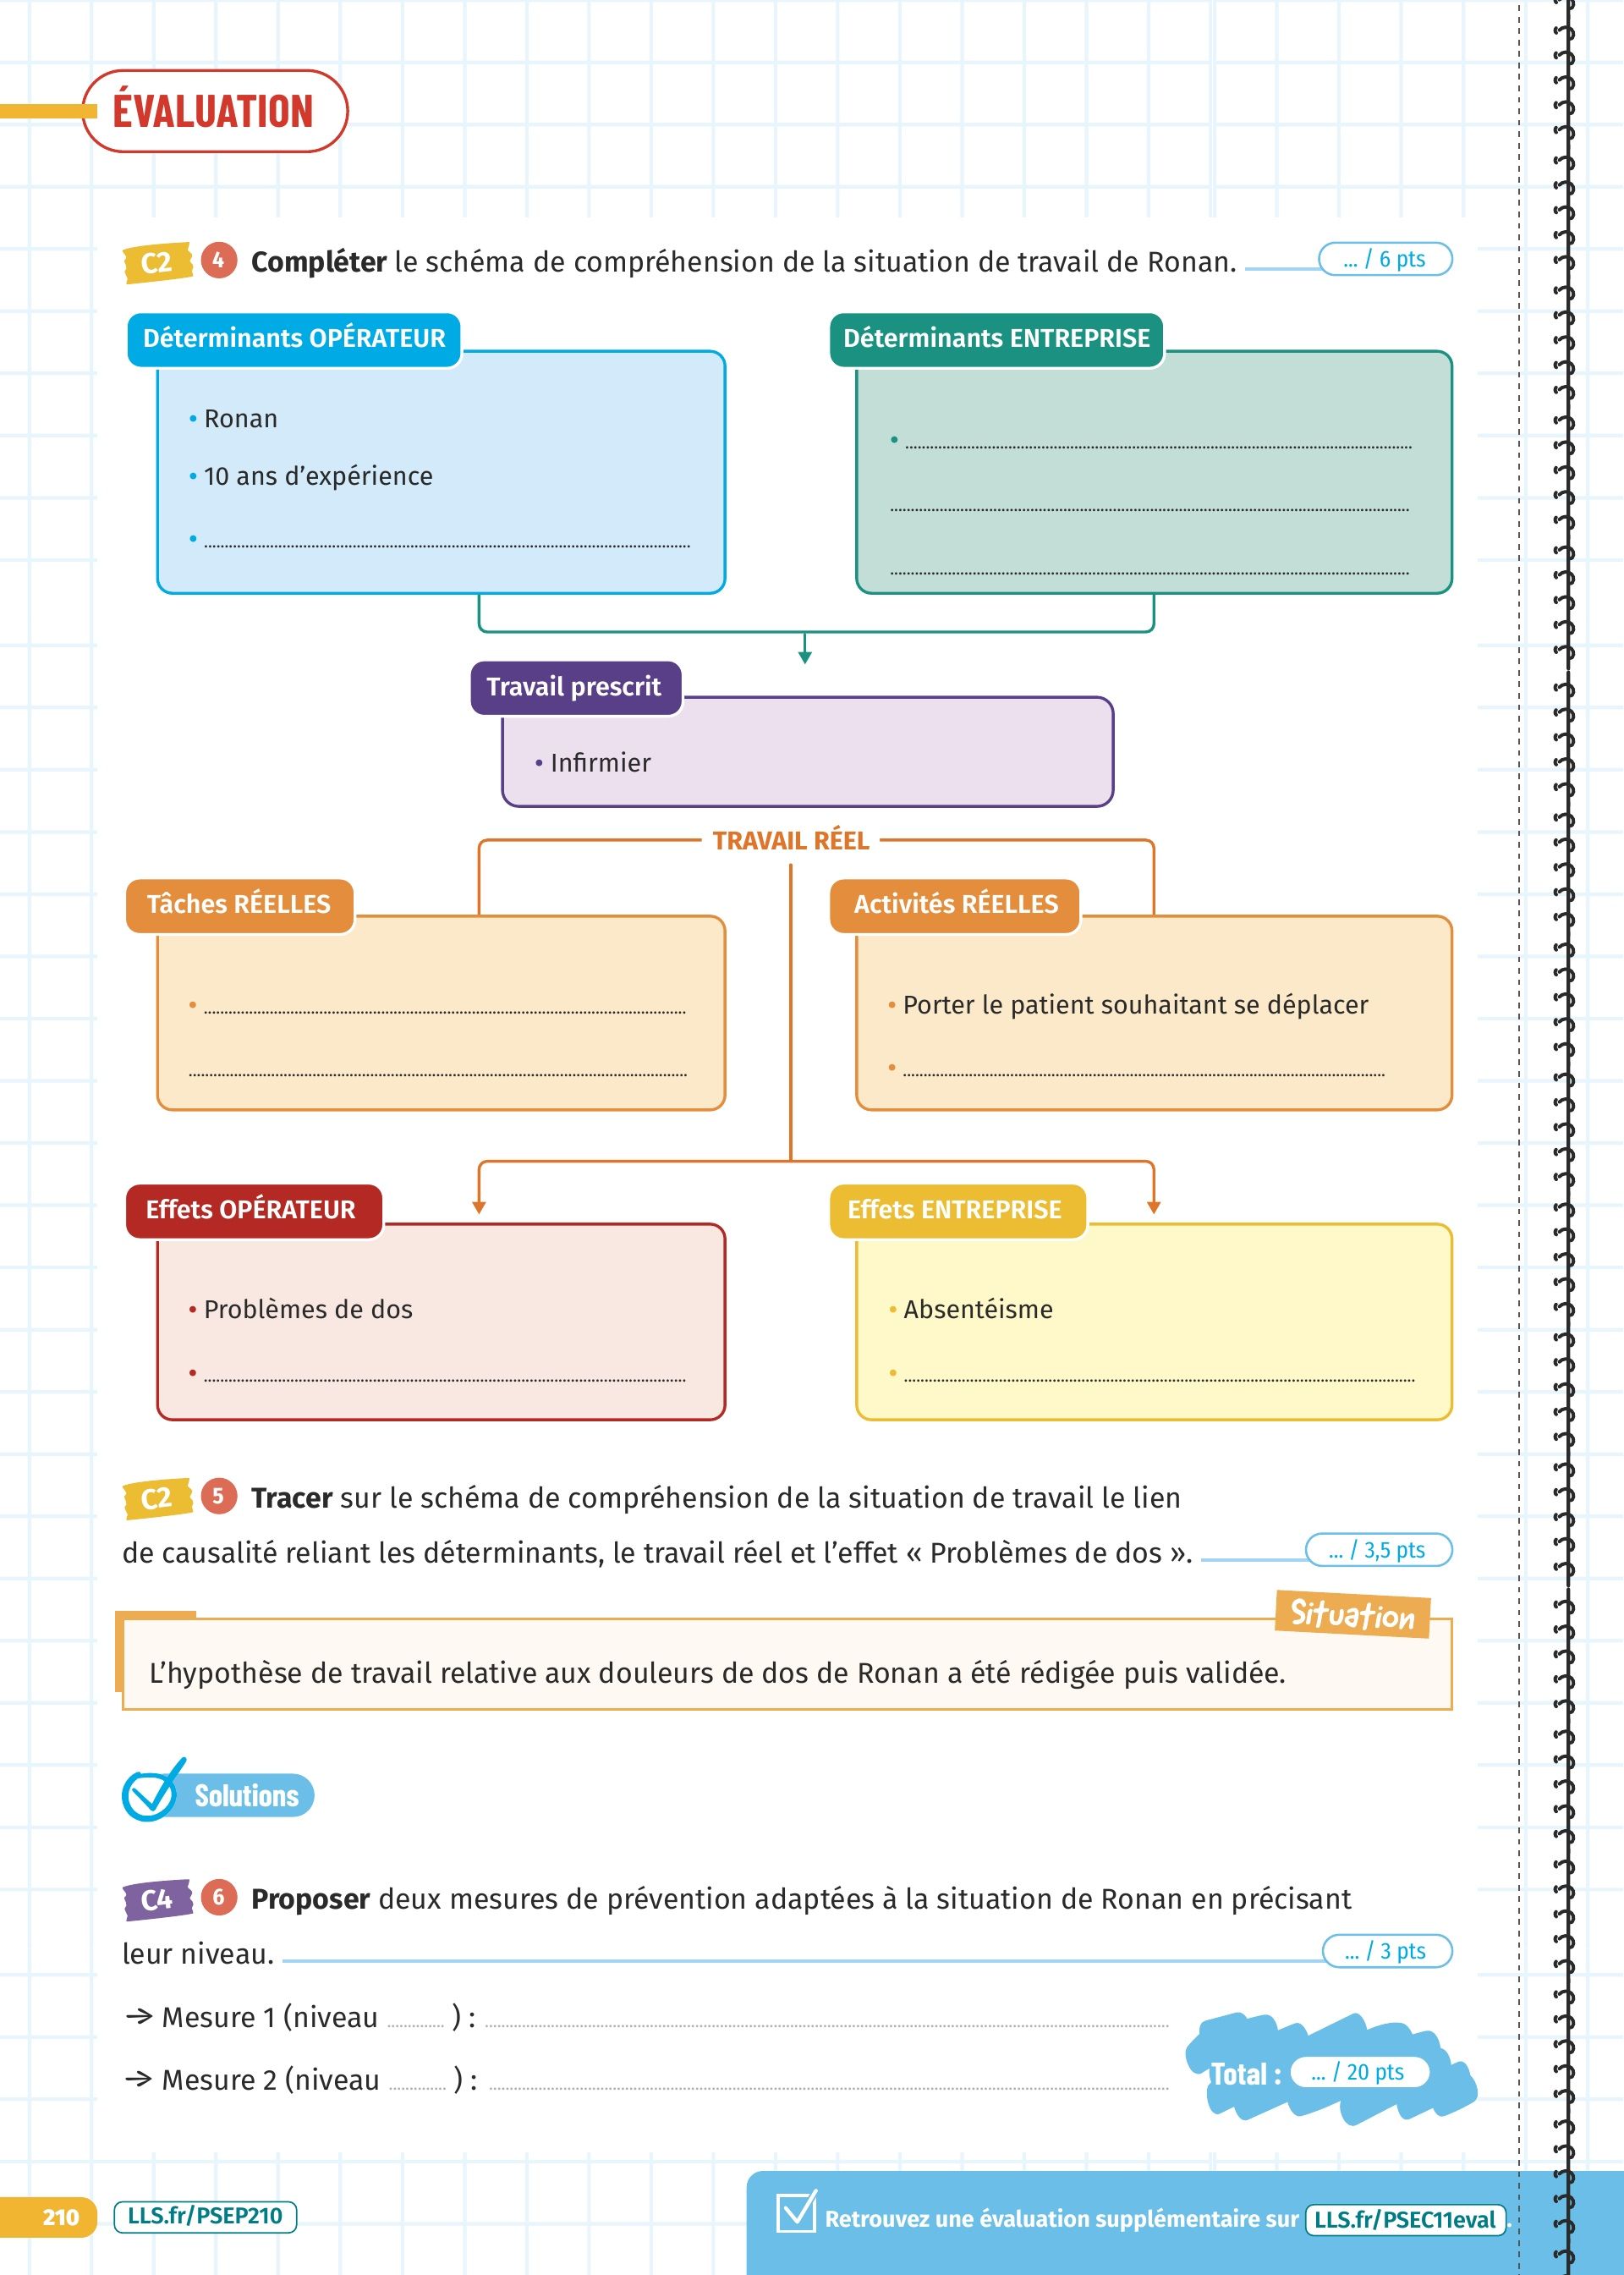 ÉVALUATION
C2 4 Compléter le schéma de compréhension de la situation de travail de Ronan. ... / 6 pts
Déterminants OPÉRATEUR
• Ronan
• 10 ans d’expérience
•
Déterminants ENTREPRISE
•
Travail prescrit
• Infirmier
TRAVAIL RÉEL
Tâches RÉELLES
•
Activités RÉELLES
• Porter le patient souhaitant se déplacer
•
Effets OPÉRATEUR
• Problèmes de dos
•
Effets ENTREPRISE
• Absentéisme
•
C2 5 Tracer sur le schéma de compréhension de la situation de travail le lien
de causalité reliant les déterminants, le travail réel et l’effet « Problèmes de dos ». ... / 3,5 pts
Situation
L’hypothèse de travail relative aux douleurs de dos de Ronan a été rédigée puis validée.
Solutions
C4 6 Proposer deux mesures de prévention adaptées à la situation de Ronan en précisant
leur niveau. ... / 3 pts
→ Mesure 1 (niveau ........ ) :
→ Mesure 2 (niveau ........ ) :
Total : ... / 20 pts
210 LLS.fr/PSEP210
Retrouvez une évaluation supplémentaire sur LLS.fr/PSEC11eval.